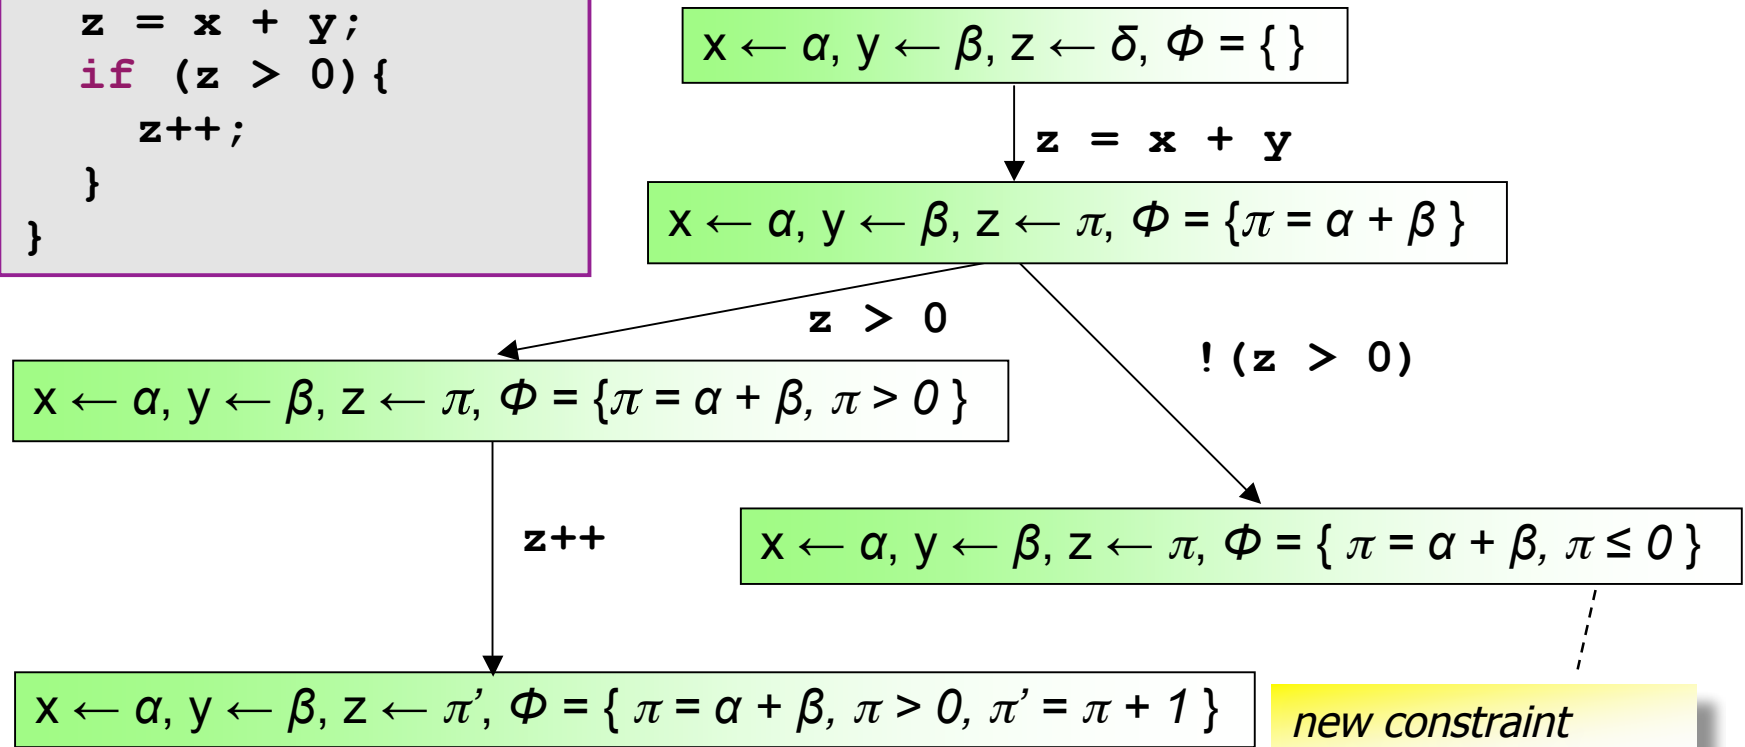 z = x + y;
if (z > 0){
z++;
}
}
x ← α, y ← β, z ← δ, Φ = { }
z = x + y
x ← α, y ← β, z ← π, Φ = {π = α + β }
z > 0
!(z > 0)
x ← α, y ← β, z ← π, Φ = {π = α + β, π > 0 }
z++
x ← α, y ← β, z ← π, Φ = { π = α + β, π ≤ 0 }
x ← α, y ← β, z ← π’, Φ = { π = α + β, π > 0, π’ = π + 1 }
new constraint